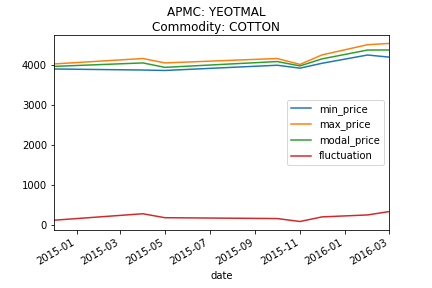 APMC: YEOTMAL
Commodity: COTTON
4000
3000
2000
1000
0
min_price
max_price
modal_price
fluctuation
2015-01
2015-03
2015-05
2015-07
2015-09
2015-11
2016-01
2016-03
date